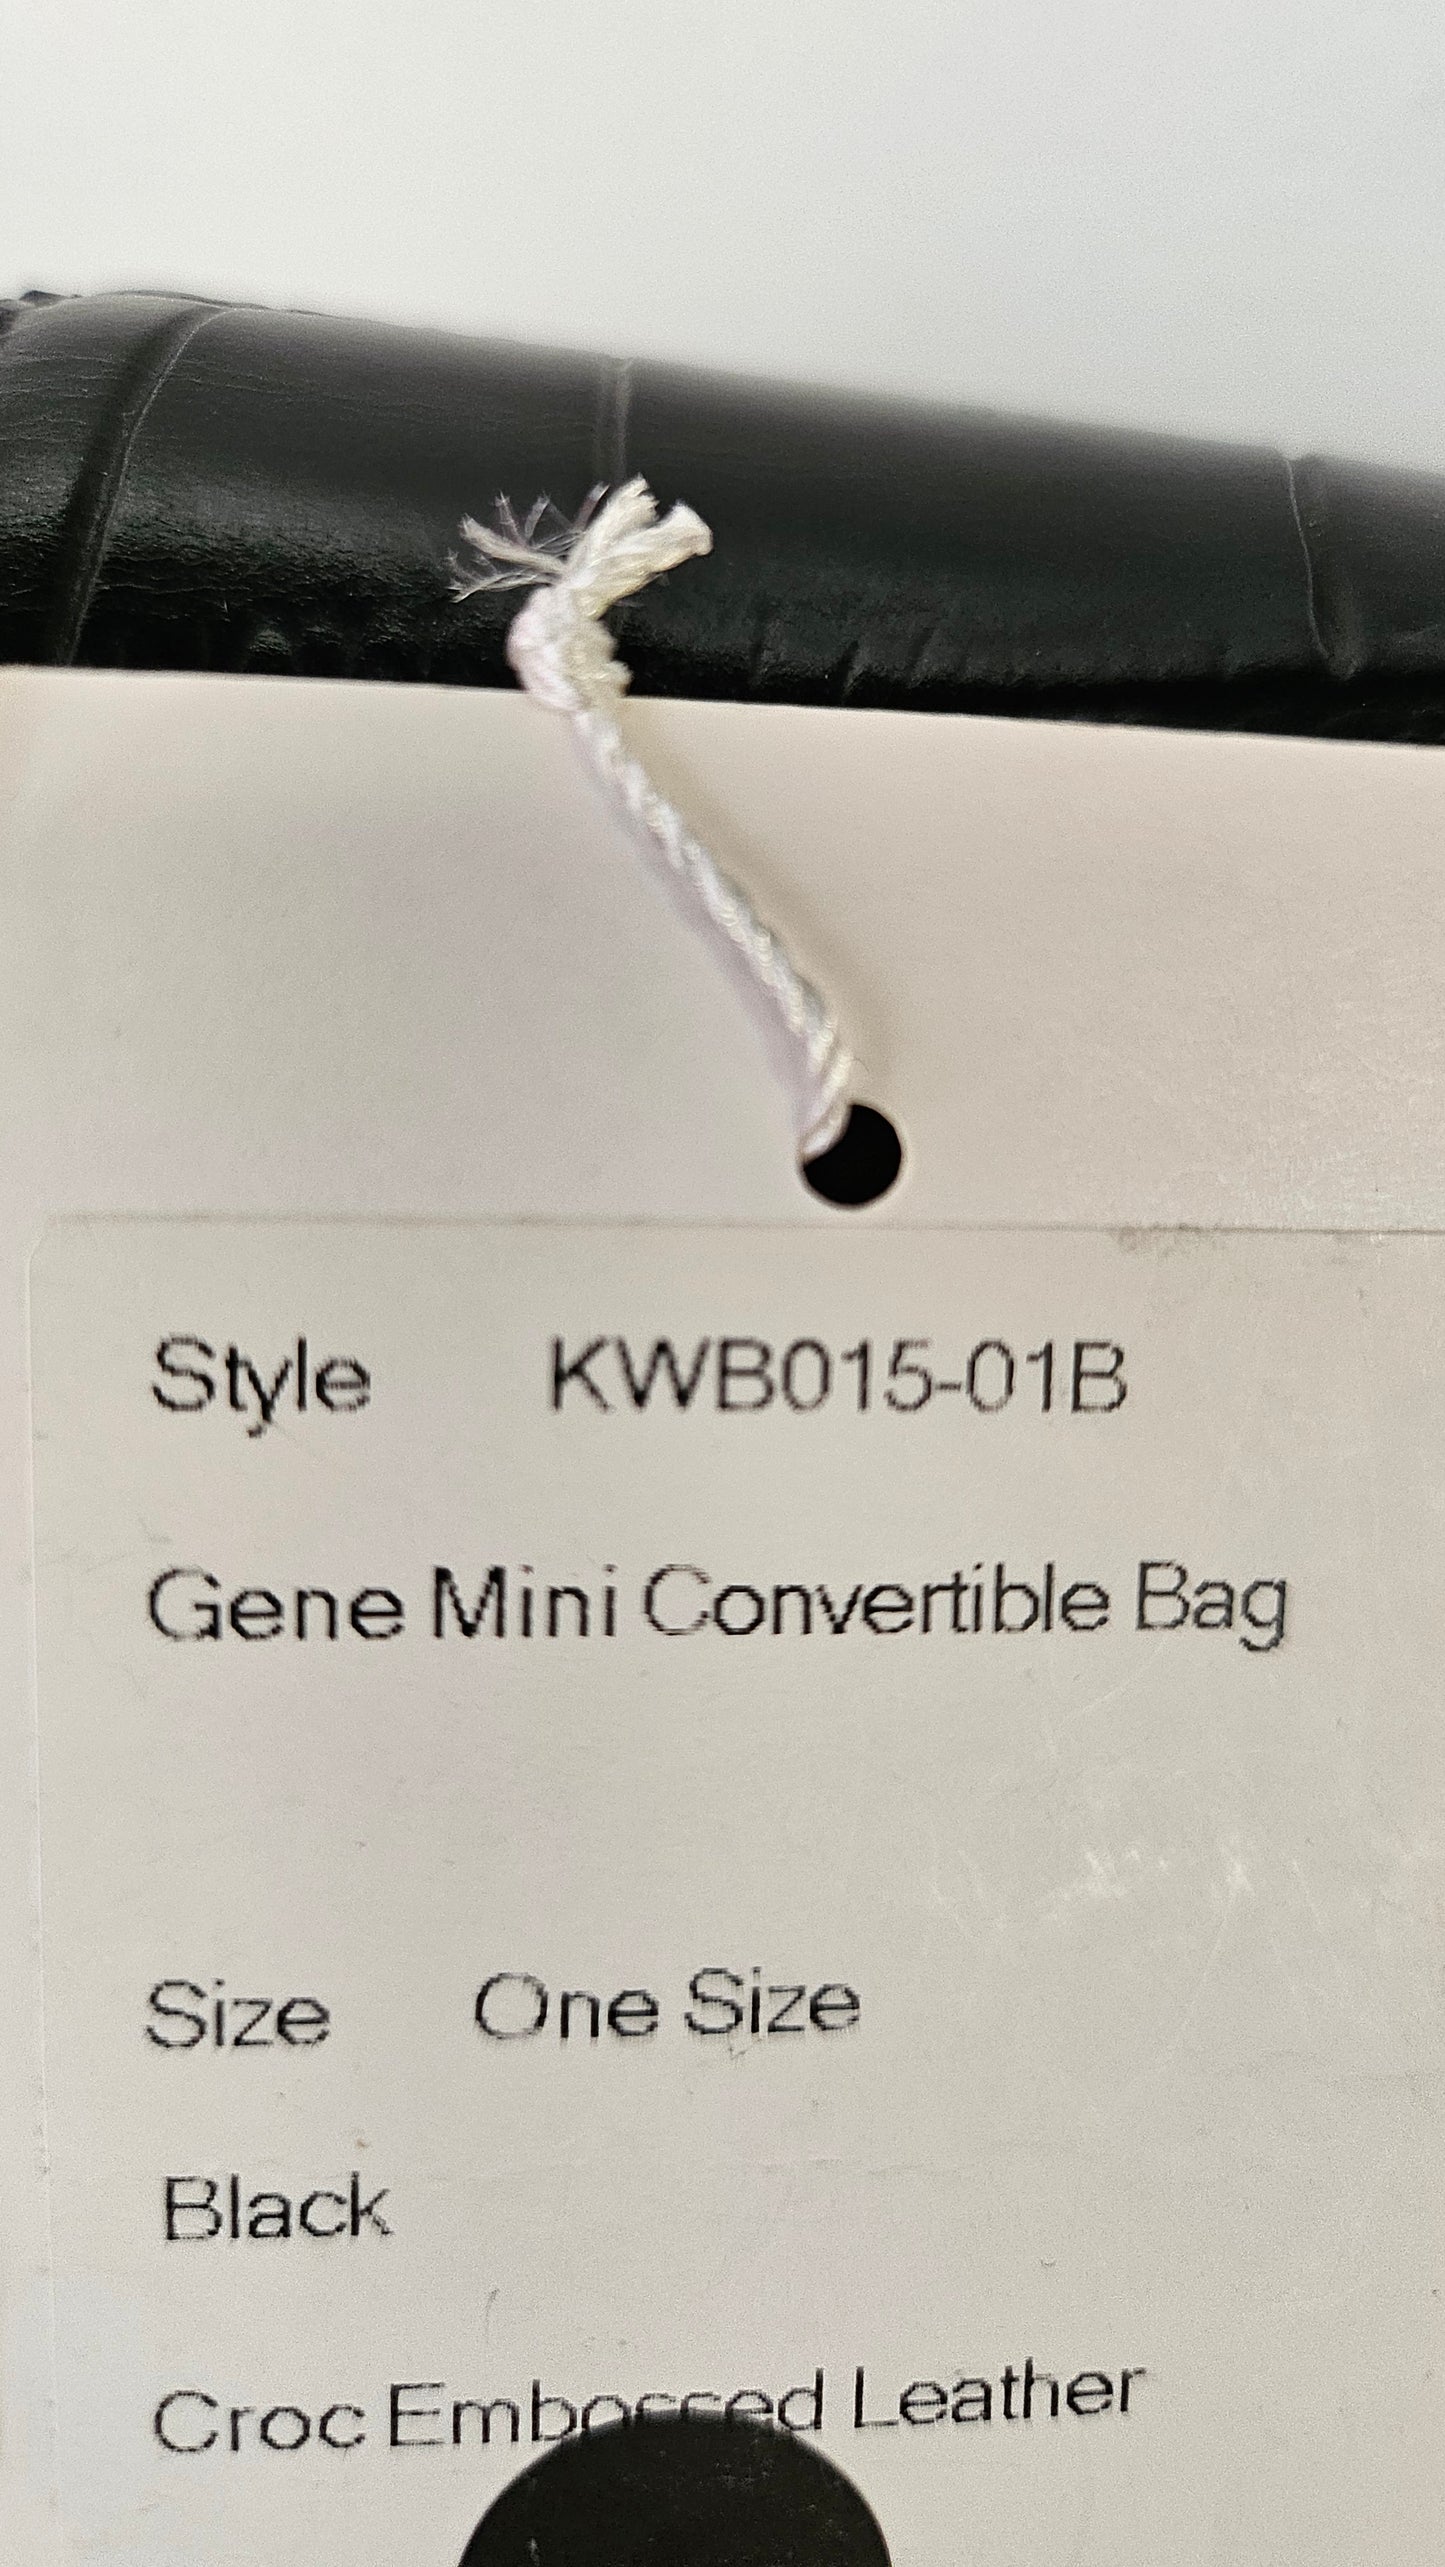 Style KWB015-01B
Gene Mini Convertible Bag
Size One Size
Black
Croc Embossed Leather